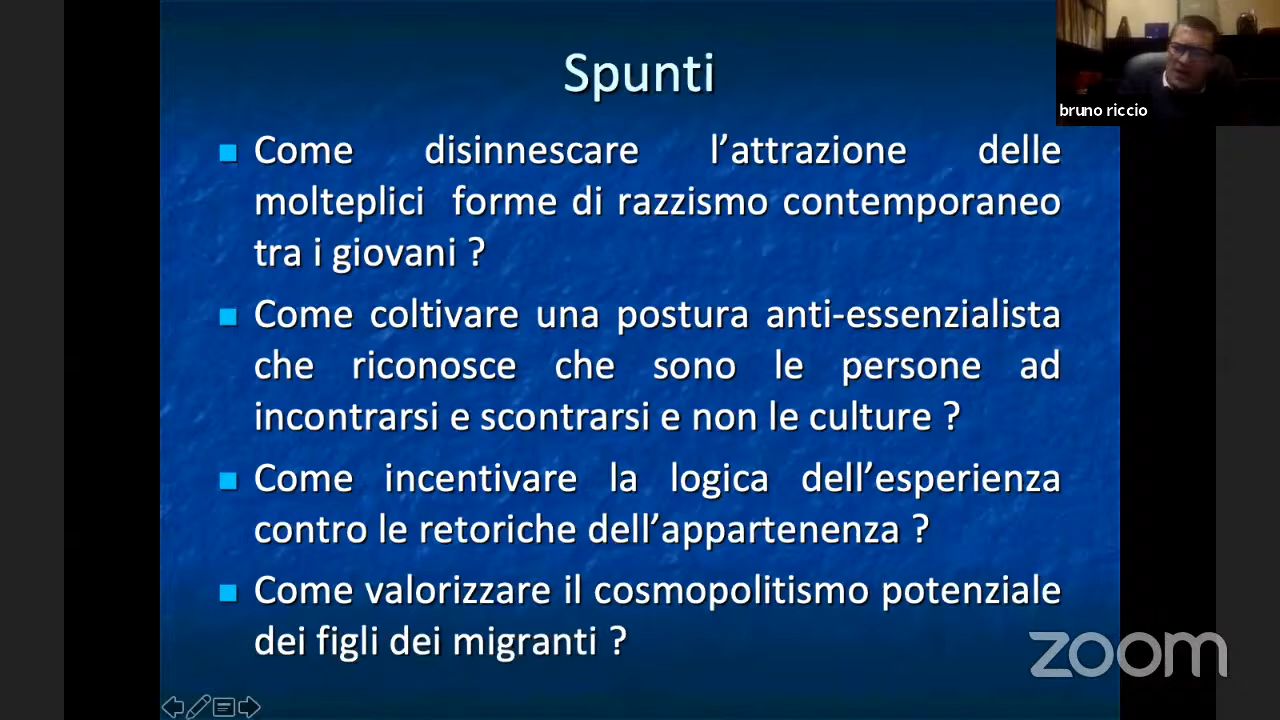 Spunti
bruno riccio
Come disinnescare l’attrazione delle
molteplici forme di razzismo contemporaneo
tra i giovani ?
Come coltivare una postura anti-essenzialista
che riconosce che sono le persone ad
incontrarsi e scontrarsi e non le culture ?
Come incentivare la logica dell’esperienza
contro le retoriche dell’appartenenza ?
Come valorizzare il cosmopolitismo potenziale
dei figli dei migranti ?
zoom